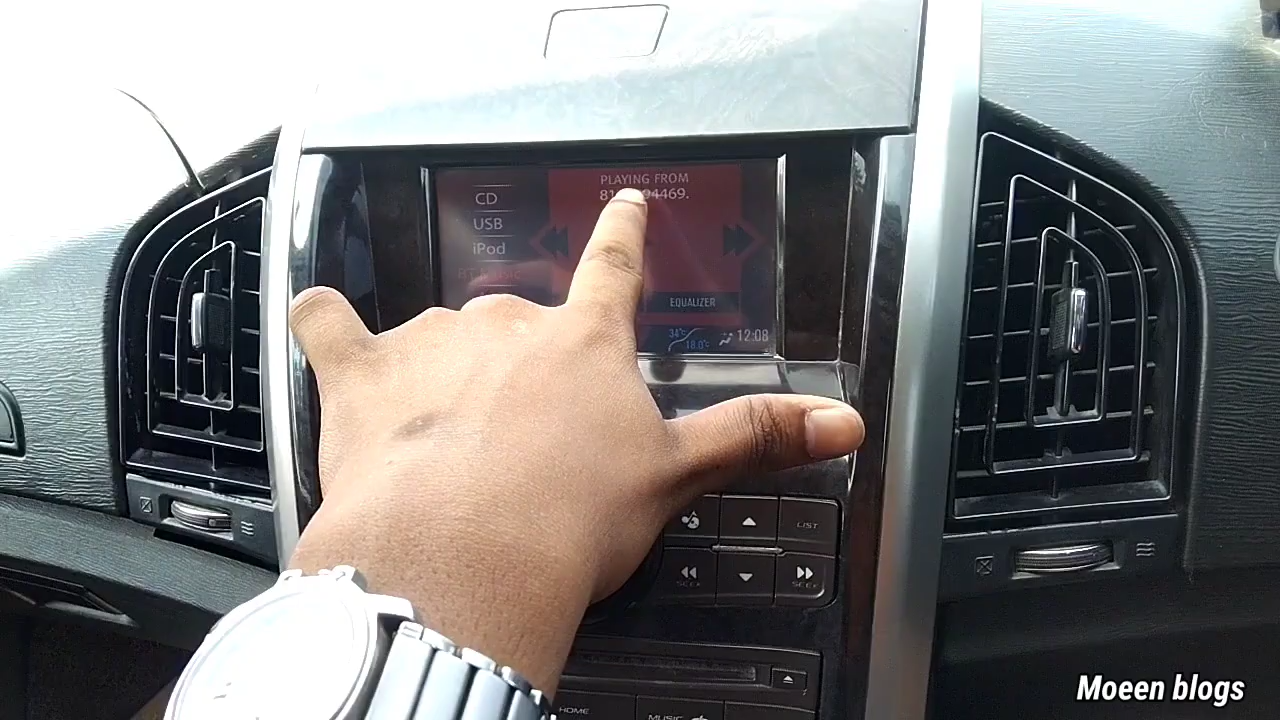 PLAYING FROM
CD
USB
iPod
EQUALIZER
34°c
18.0°c
12:08
LIST
SEEK
SEEK
HOME
MUSIC
Moeen blogs